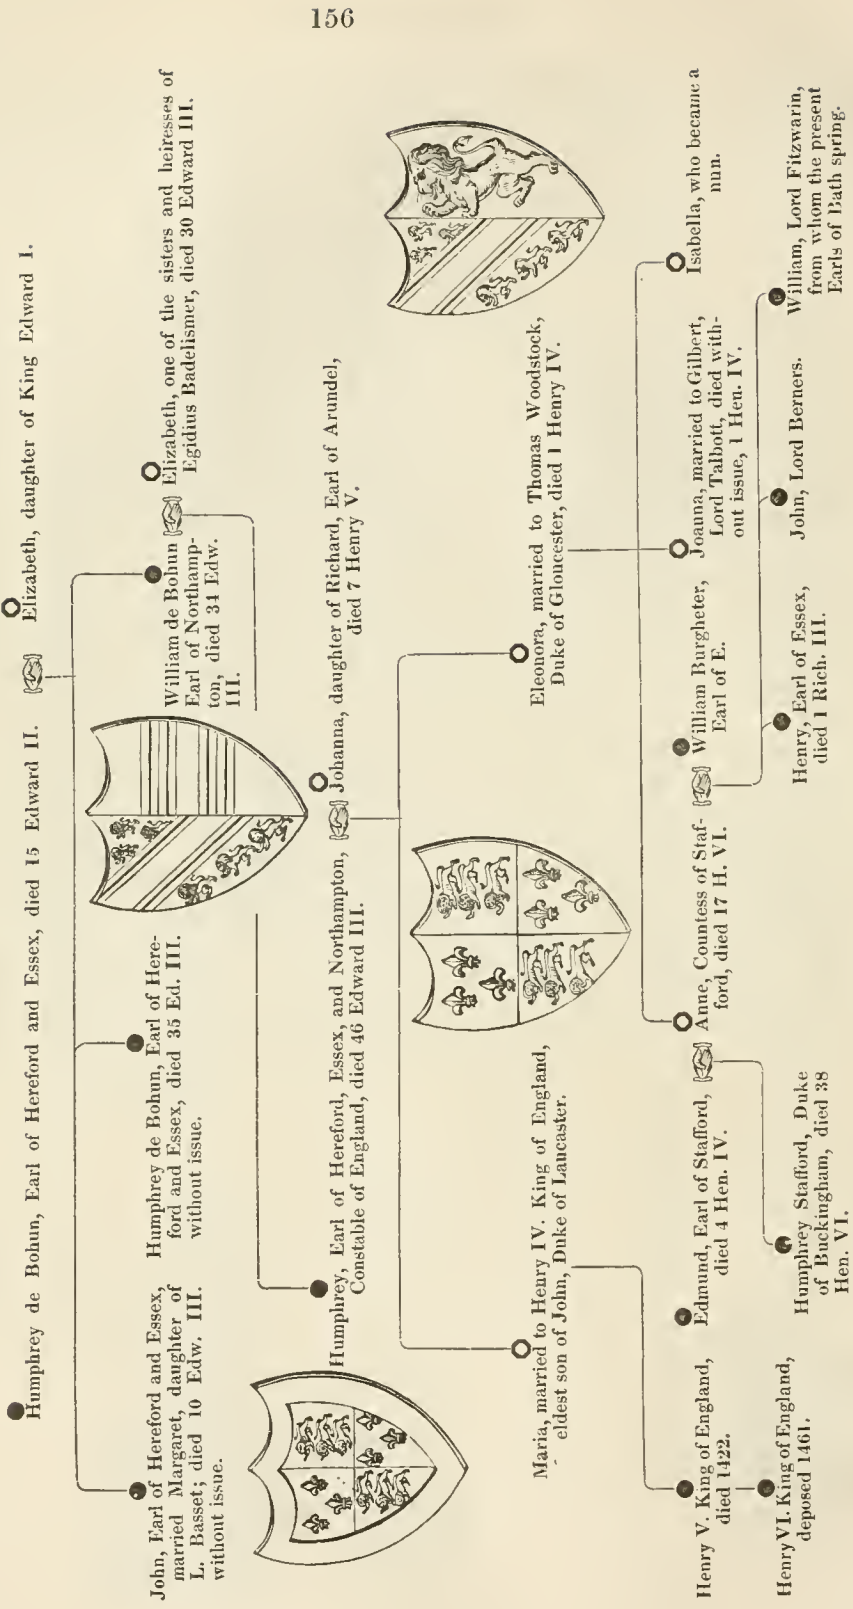 156
Humphrey de Bohun, Earl of Hereford and Essex, died 15 Edward II.
Elizabeth, daughter of King Edward I.
John, Earl of Hereford and Essex,
married Margaret, daughter of
L. Basset; died 10 Edw. III.
without issue.
Humphrey de Bohun, Earl of Here-
ford and Essex, died 35 Ed. III.
without issue.
William de Bohun
Earl of Northamp-
ton, died 34 Edw.
III.
Elizabeth, one of the sisters and heiresses of
Egidius Badelismer, died 30 Edward III.
Humphrey, Earl of Hereford, Essex, and Northampton,
Constable of England, died 46 Edward III.
Johanna, daughter of Richard, Earl of Arundel,
died 7 Henry V.
Maria, married to Henry IV. King of England,
eldest son of John, Duke of Laucaster.
Eleonora, married to Thomas Woodstock,
Duke of Gloucester, died 1 Henry IV.
Henry V. King of England,
died 1422.
Edmund, Earl of Stafford,
died 4 Hen. IV.
Anne, Countess of Staf-
ford, died 17 H. VI.
William Burgheter,
Earl of E.
Joanna, married to Gilbert,
Lord Talbott, died with-
out issue, 1 Hen. IV.
Isabella, who became a
nun.
Henry VI. King of England,
deposed 1461.
Humphrey Stafford, Duke
of Buckingham, died 38
Hen. VI.
Henry, Earl of Essex,
died 1 Rich. III.
John, Lord Berners.
William, Lord Fitzwarin,
from whom the present
Earls of Bath spring.